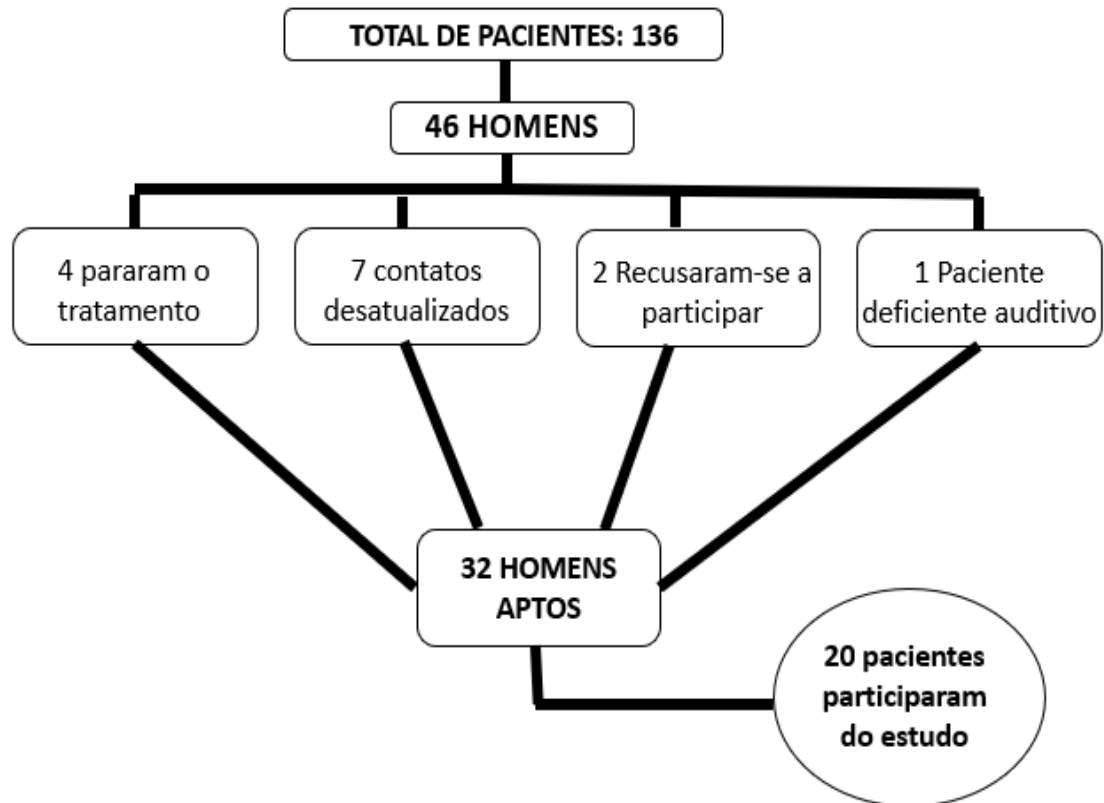 TOTAL DE PACIENTES: 136
46 HOMENS
4 pararam o
tratamento
7 contatos
desatualizados
2 Recusaram-se a
participar
1 Paciente
deficiente auditivo
32 HOMENS
APTOS
20 pacientes
participaram
do estudo